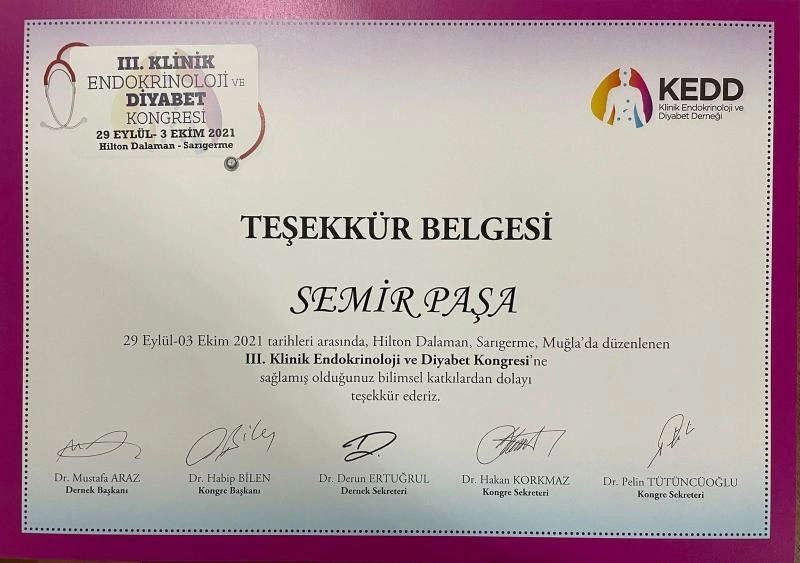 III. KLİNİK
ENDOKRİNOLOJİ VE
DİYABET
KONGRESİ
29 EYLÜL- 3 EKİM 2021
Hilton Dalaman - Sarıgerme
KEDD
Klinik Endokrinoloji ve
Diyabet Derneği
TEŞEKKÜR BELGESİ
SEMİR PAŞA
29 Eylül-03 Ekim 2021 tarihleri arasında, Hilton Dalaman, Sarıgerme, Muğla'da düzenlenen
III. Klinik Endokrinoloji ve Diyabet Kongresi'ne
sağlamış olduğunuz bilimsel katkılardan dolayı
teşekkür ederiz.
Dr. Mustafa ARAZ
Dernek Başkanı
Dr. Habip BİLEN
Kongre Başkanı
Dr. Derun ERTUĞRUL
Dernek Sekreteri
Dr. Hakan KORKMAZ
Kongre Sekreteri
Dr. Pelin TÜTÜNCÜOĞLU
Kongre Sekreteri